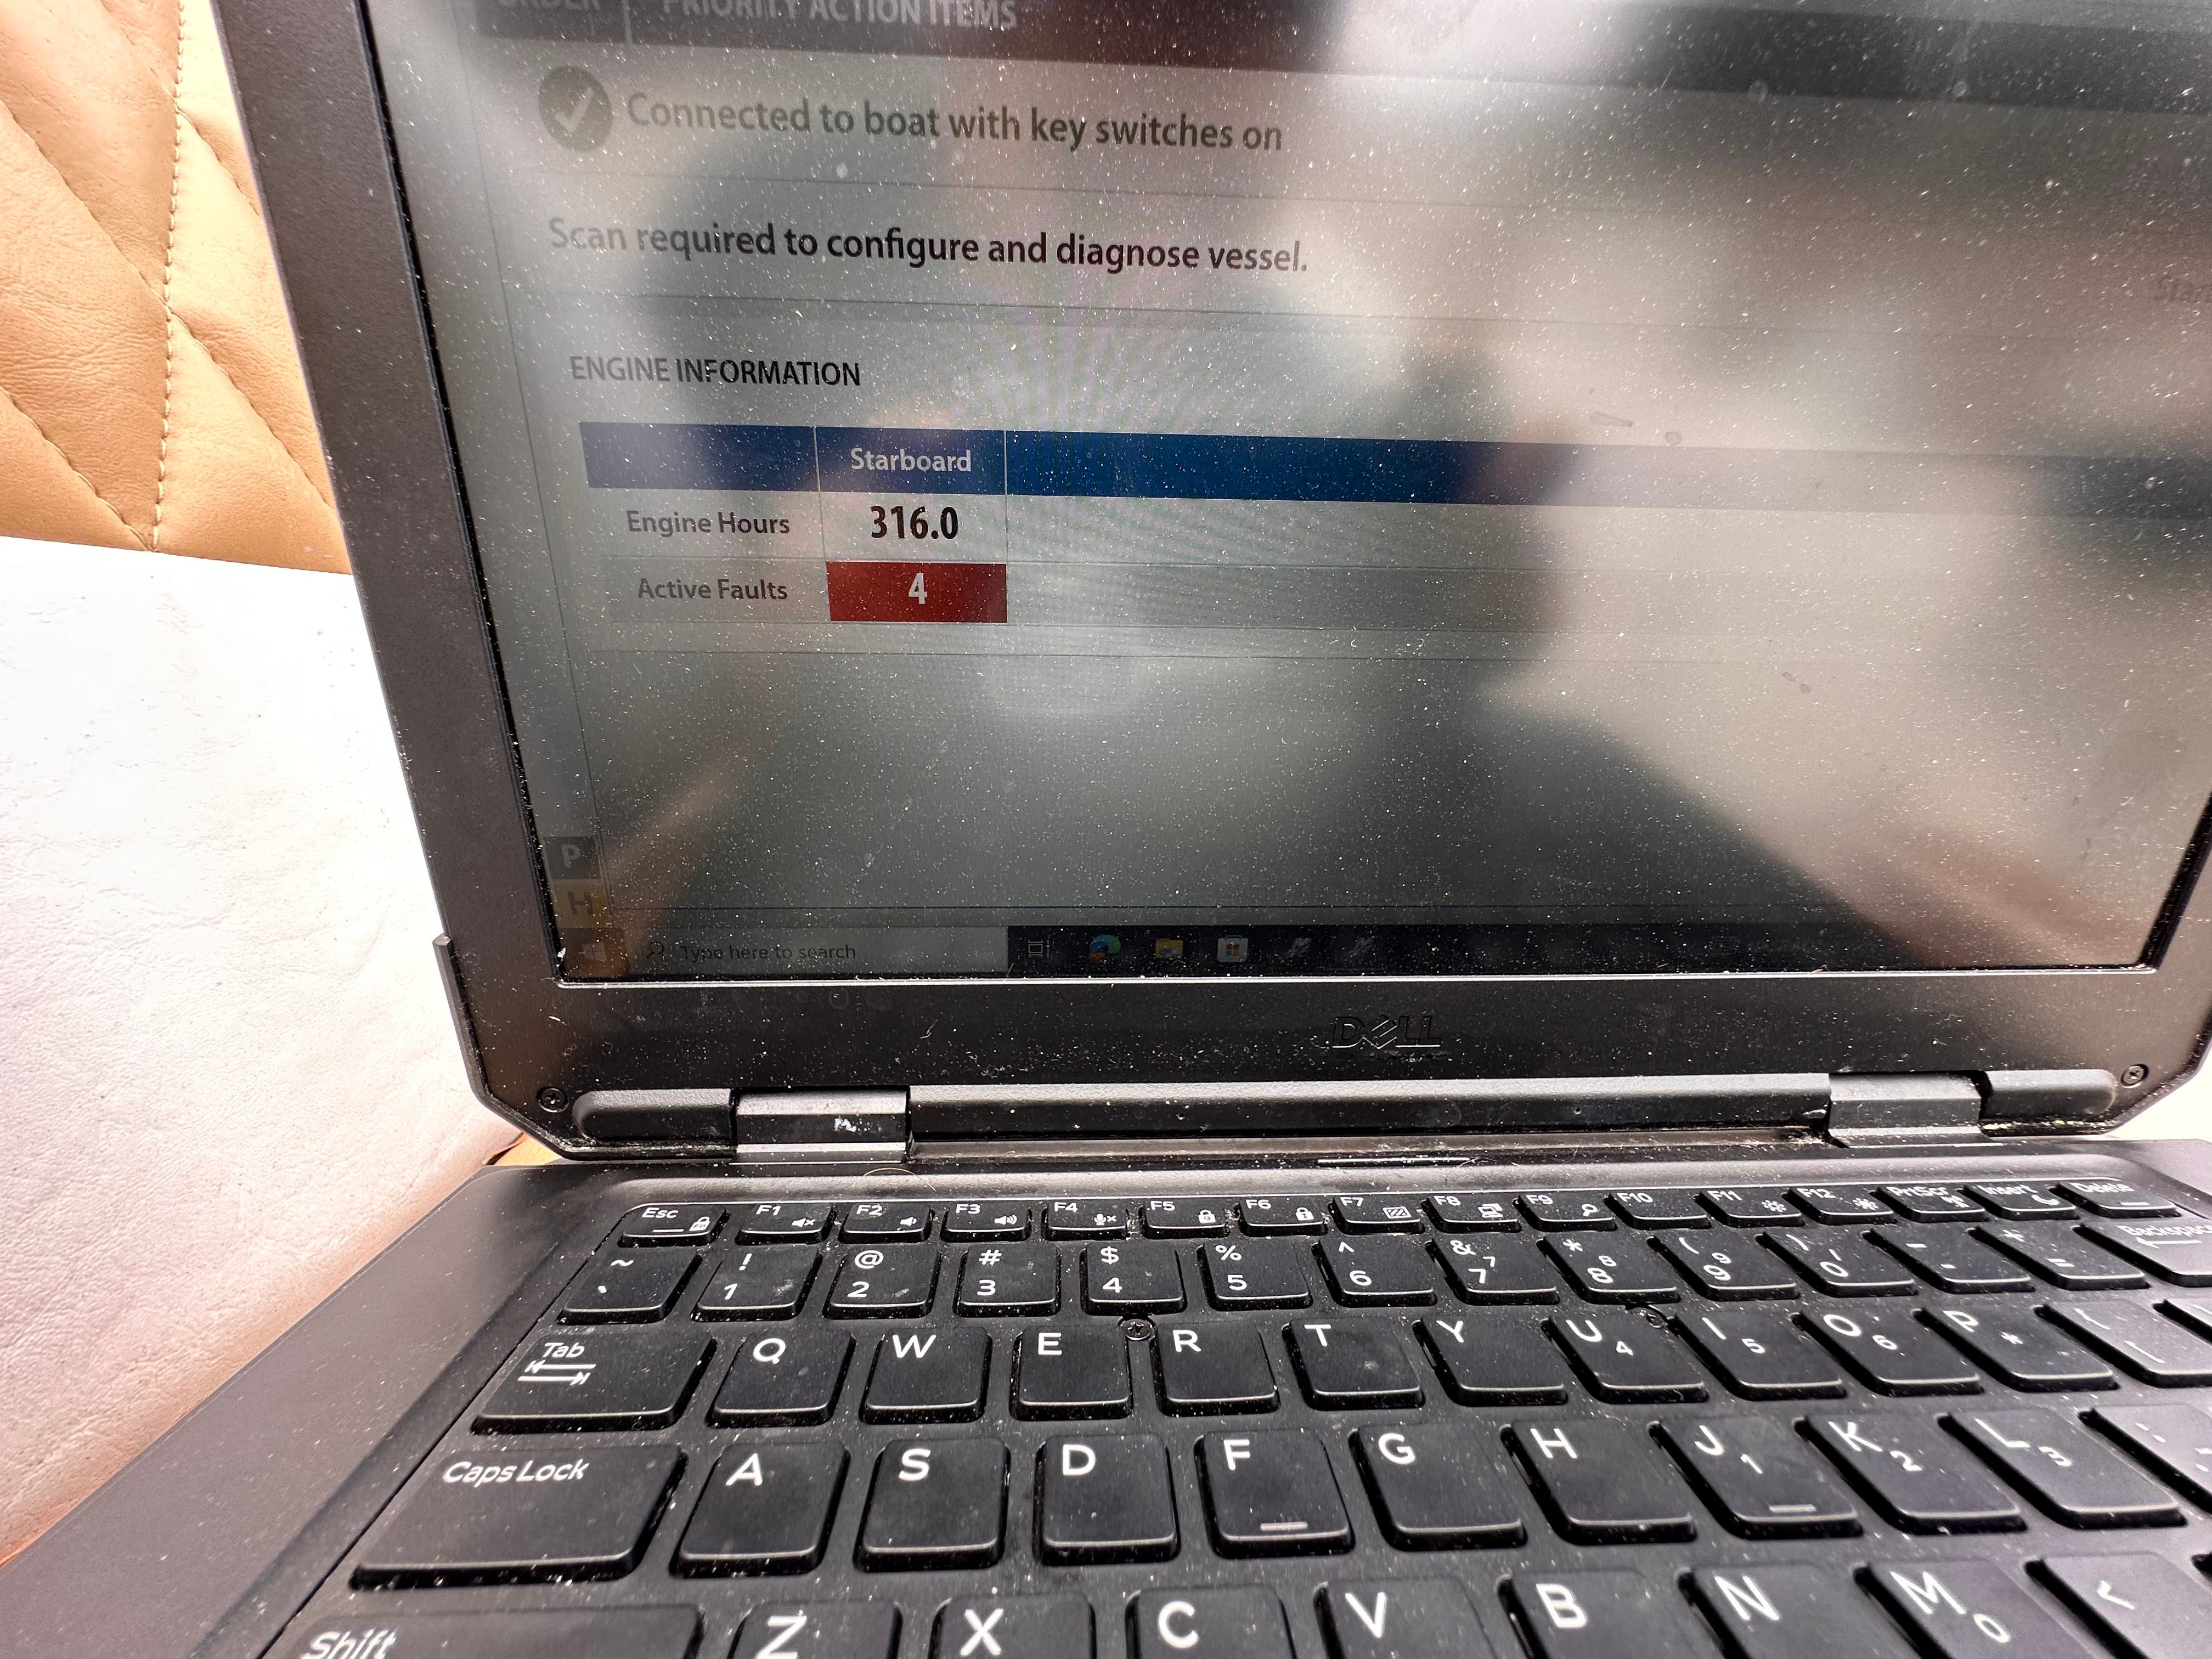 ORDER PRIORITY ACTION ITEMS
Connected to boat with key switches on
Scan required to configure and diagnose vessel.
ENGINE INFORMATION
Starboard
Engine Hours 316.0
Active Faults 4
P
H
Type here to search
DELL
Esc F1 F2 F3 F4 F5 F6 F7 F8 F9 F10 F11 F12 PrtScr Insert Delete
~ ` ! 1 @ 2 # 3 $ 4 % 5 ^ 6 & 7 7 * 8 8 ( 9 9 ) 0 / - + = Backspace
Tab Q W E R T Y U 4 I 5 O 6 P * { [
Caps Lock A S D F G H J 1 K 2 L 3
Shift Z X C V B N M 0 <